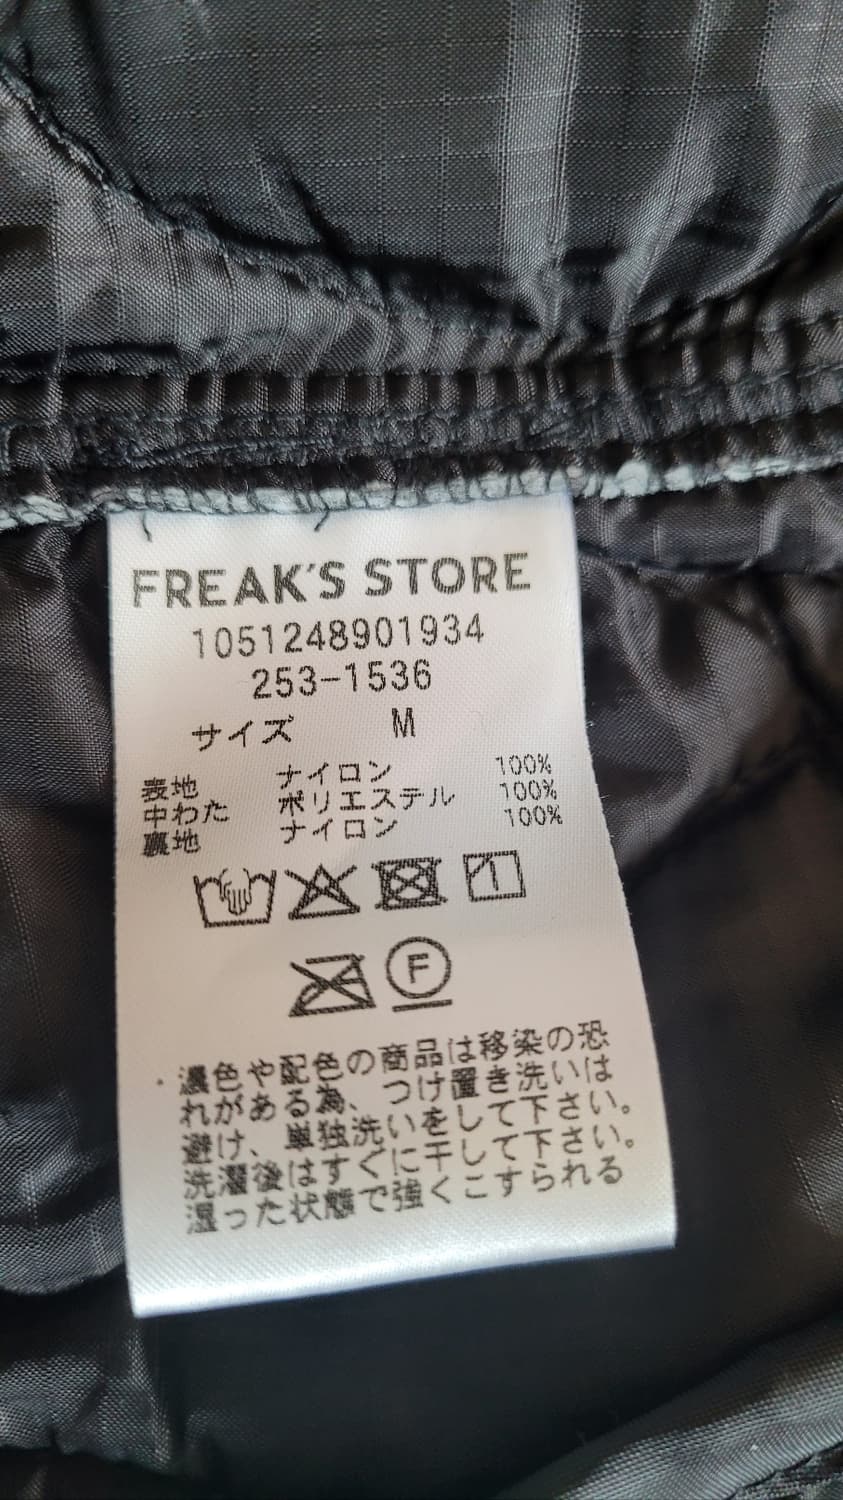 FREAK'S STORE
1051248901934
253-1536
サイズ M
表地 ナイロン 100%
中わた ポリエステル 100%
裏地 ナイロン 100%
F
・濃色や配色の商品は移染の恐
れがある為、つけ置き洗いは
避け、単独洗いをして下さい。
洗濯後はすぐに干して下さい。
湿った状態で強くこすられる